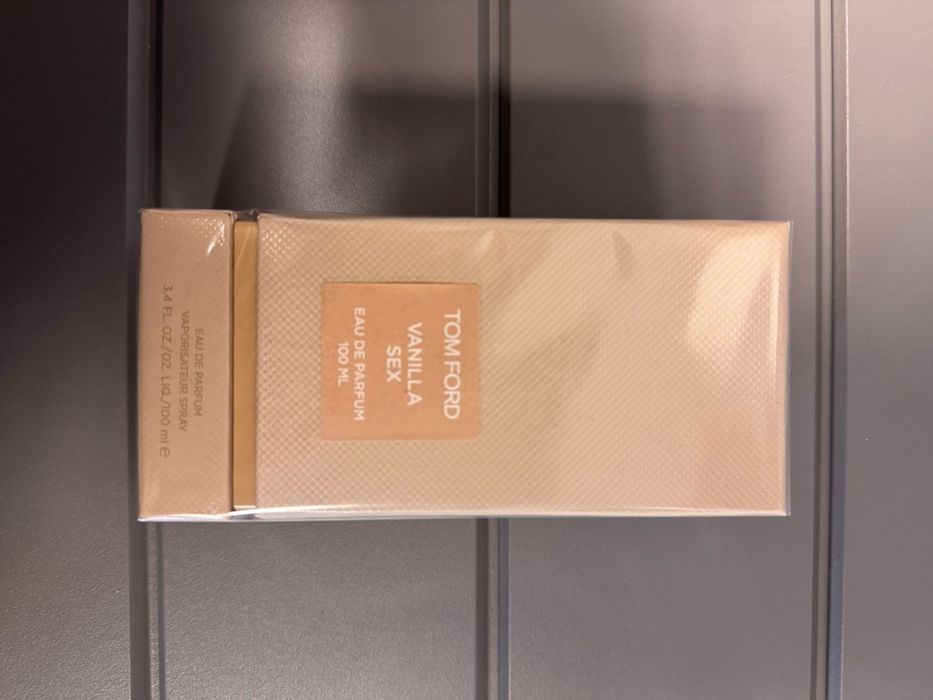 TOM FORD
VANILLA
SEX
EAU DE PARFUM
100 ML
EAU DE PARFUM
VAPORISATEUR SPRAY
3.4 FL. OZ./OZ. LIQ./100 ml ℮